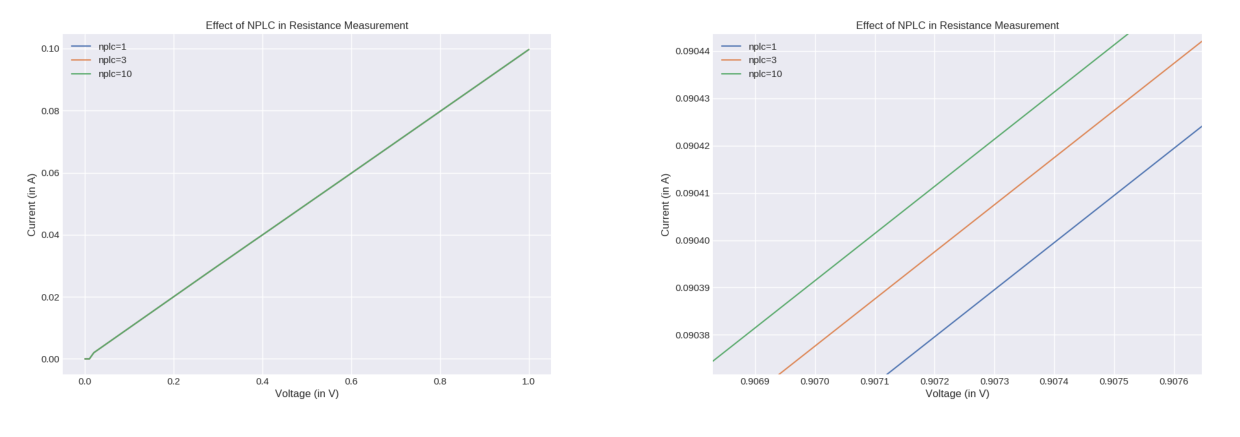 Effect of NPLC in Resistance Measurement
nplc=1
nplc=3
nplc=10
0.10
0.08
0.06
0.04
0.02
0.00
Current (in A)
0.0 0.2 0.4 0.6 0.8 1.0
Voltage (in V)
Effect of NPLC in Resistance Measurement
nplc=1
nplc=3
nplc=10
0.09044
0.09043
0.09042
0.09041
0.09040
0.09039
0.09038
Current (in A)
0.9069 0.9070 0.9071 0.9072 0.9073 0.9074 0.9075 0.9076
Voltage (in V)